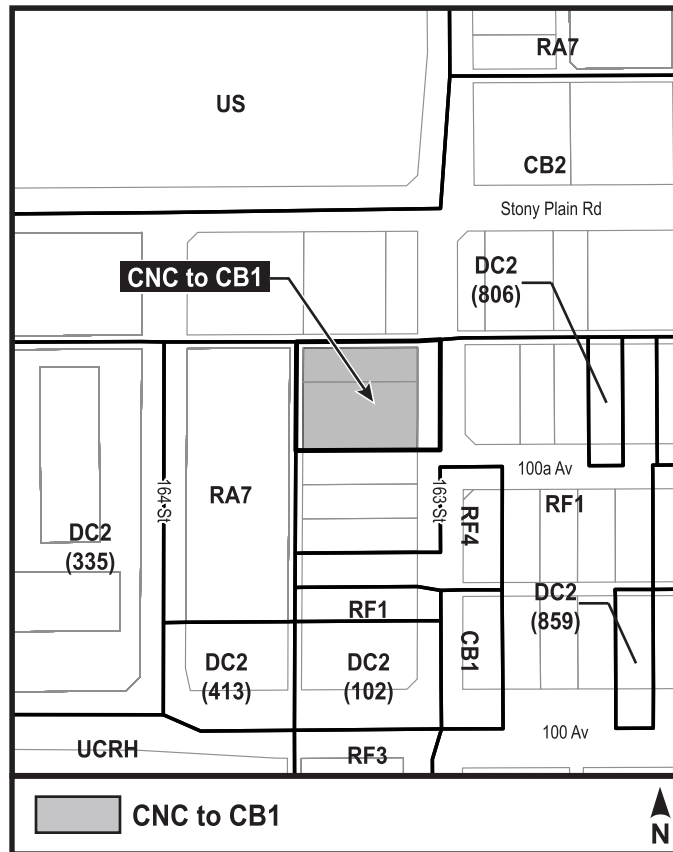 RA7
US
CB2
Stony Plain Rd
DC2
(806)
CNC to CB1
100a Av
164•St
RA7
163•St
RF4
RF1
DC2
(335)
DC2
(859)
RF1
CB1
DC2
(413)
DC2
(102)
100 Av
UCRH
RF3
CNC to CB1
N